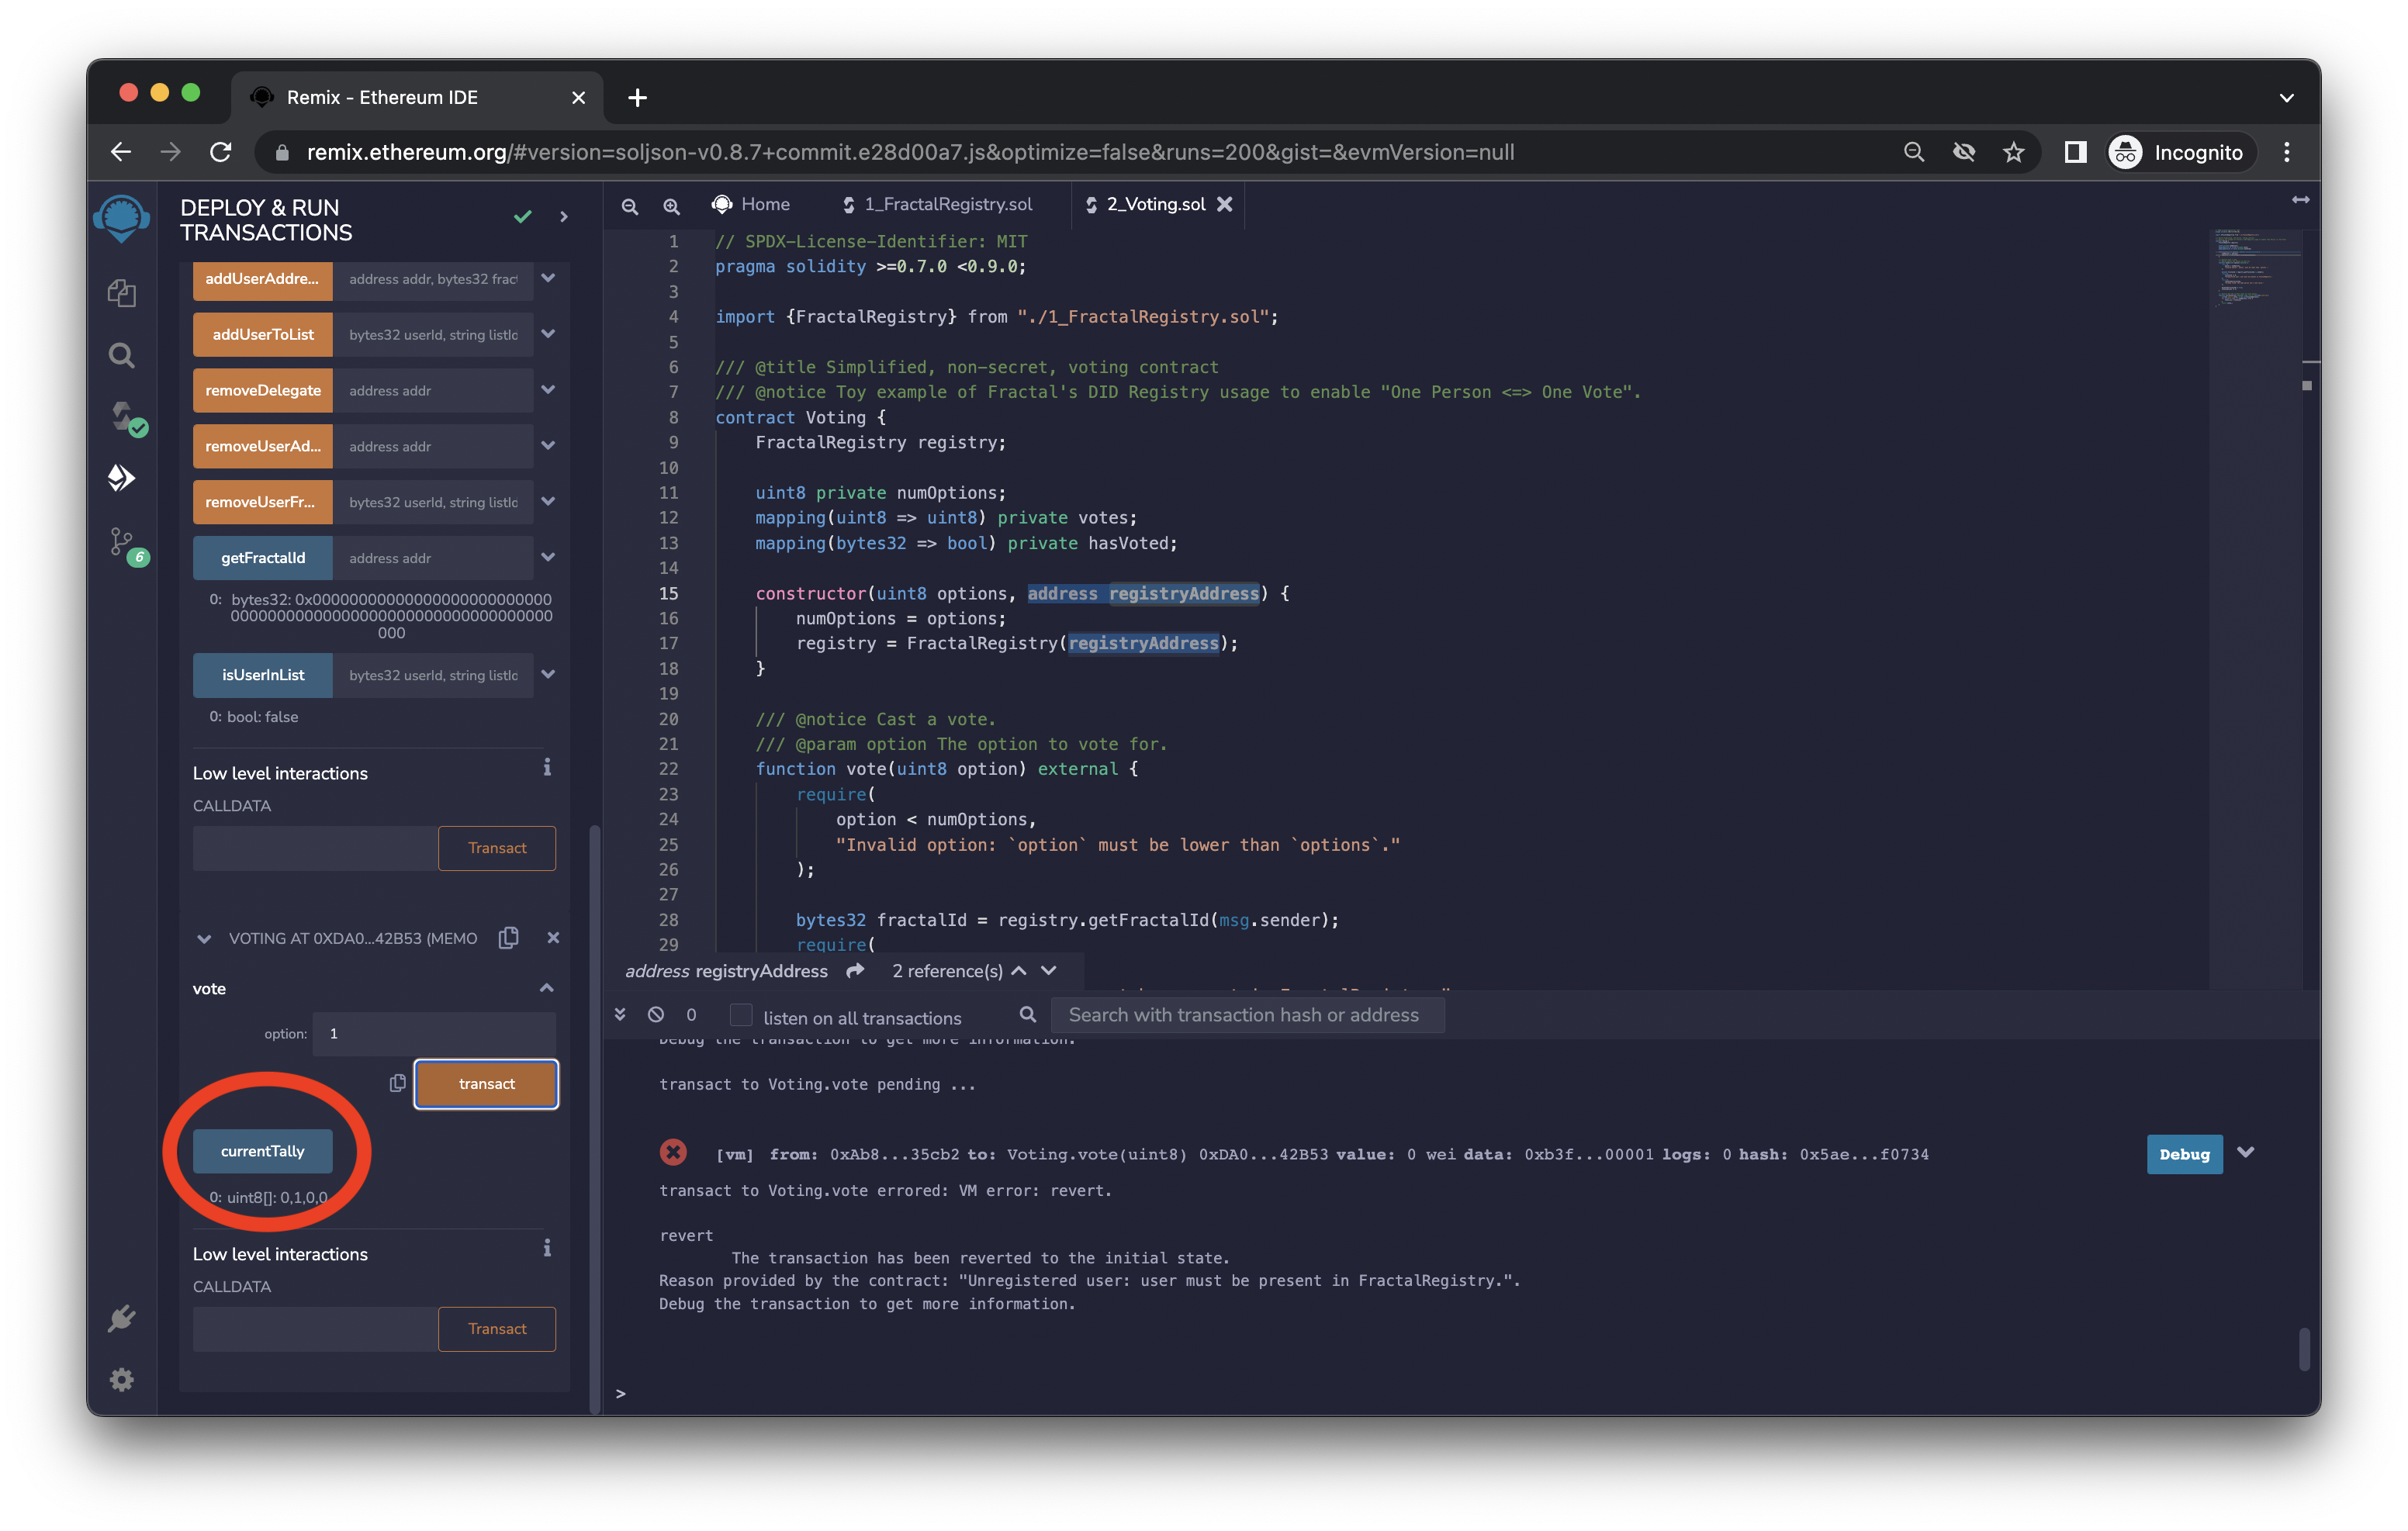 Remix - Ethereum IDE
remix.ethereum.org/#version=soljson-v0.8.7+commit.e28d00a7.js&optimize=false&runs=200&gist=&evmVersion=null
Incognito
DEPLOY & RUN
TRANSACTIONS
addUserAddre...
address addr, bytes32 fract
addUserToList
bytes32 userId, string listId
removeDelegate
address addr
removeUserAd...
address addr
removeUserFr...
bytes32 userId, string listId
getFractalId
address addr
0: bytes32: 0x00000000000000000000000000
00000000000000000000000000000000000
000
isUserInList
bytes32 userId, string listId
0: bool: false
Low level interactions
CALLDATA
Transact
VOTING AT 0XDA0...42B53 (MEMO
vote
option: 1
transact
currentTally
0: uint8[]: 0,1,0,0
Low level interactions
CALLDATA
Transact
6
Home
1_FractalRegistry.sol
2_Voting.sol
1 // SPDX-License-Identifier: MIT
2 pragma solidity >=0.7.0 <0.9.0;
3
4 import {FractalRegistry} from "./1_FractalRegistry.sol";
5
6 /// @title Simplified, non-secret, voting contract
7 /// @notice Toy example of Fractal's DID Registry usage to enable "One Person <=> One Vote".
8 contract Voting {
9 FractalRegistry registry;
10
11 uint8 private numOptions;
12 mapping(uint8 => uint8) private votes;
13 mapping(bytes32 => bool) private hasVoted;
14
15 constructor(uint8 options, address registryAddress) {
16 numOptions = options;
17 registry = FractalRegistry(registryAddress);
18 }
19
20 /// @notice Cast a vote.
21 /// @param option The option to vote for.
22 function vote(uint8 option) external {
23 require(
24 option < numOptions,
25 "Invalid option: `option` must be lower than `options`."
26 );
27
28 bytes32 fractalId = registry.getFractalId(msg.sender);
29 require(
address registryAddress 2 reference(s)
0 listen on all transactions Search with transaction hash or address
Debug the transaction to get more information.
transact to Voting.vote pending ...
[vm] from: 0xAb8...35cb2 to: Voting.vote(uint8) 0xDA0...42B53 value: 0 wei data: 0xb3f...00001 logs: 0 hash: 0x5ae...f0734
Debug
transact to Voting.vote errored: VM error: revert.
revert
The transaction has been reverted to the initial state.
Reason provided by the contract: "Unregistered user: user must be present in FractalRegistry.".
Debug the transaction to get more information.
>